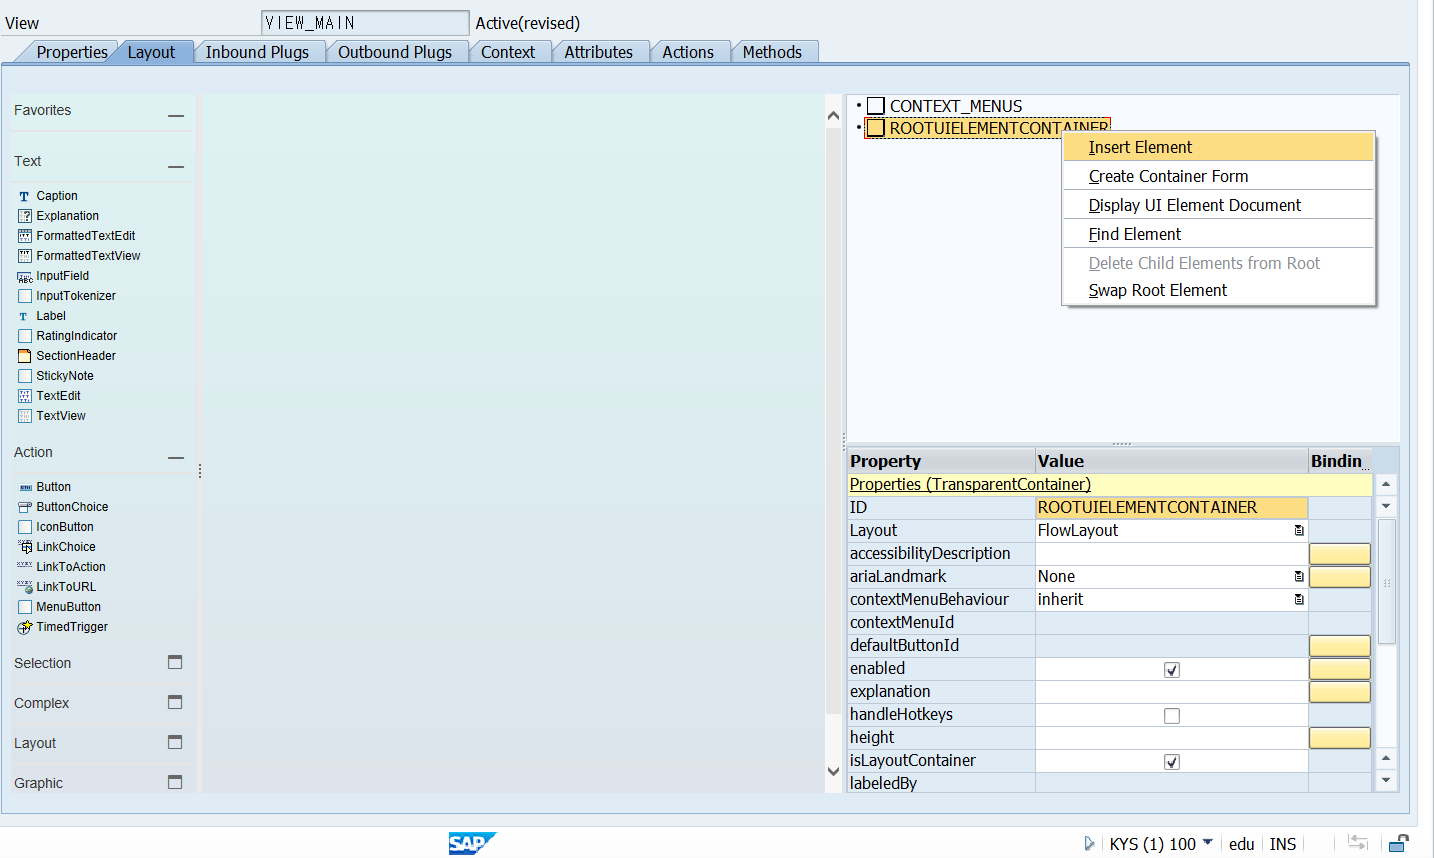 View VIEW_MAIN Active(revised)
Properties Layout Inbound Plugs Outbound Plugs Context Attributes Actions Methods
Favorites
Text
Caption
Explanation
FormattedTextEdit
FormattedTextView
InputField
InputTokenizer
Label
RatingIndicator
SectionHeader
StickyNote
TextEdit
TextView
Action
Button
ButtonChoice
IconButton
LinkChoice
LinkToAction
LinkToURL
MenuButton
TimedTrigger
Selection
Complex
Layout
Graphic
CONTEXT_MENUS
ROOTUIELEMENTCONTAINER
Insert Element
Create Container Form
Display UI Element Document
Find Element
Delete Child Elements from Root
Swap Root Element
Property Value Bindin...
Properties (TransparentContainer)
ID ROOTUIELEMENTCONTAINER
Layout FlowLayout
accessibilityDescription
ariaLandmark None
contextMenuBehaviour inherit
contextMenuId
defaultButtonId
enabled
explanation
handleHotkeys
height
isLayoutContainer
labeledBy
SAP KYS (1) 100 edu INS